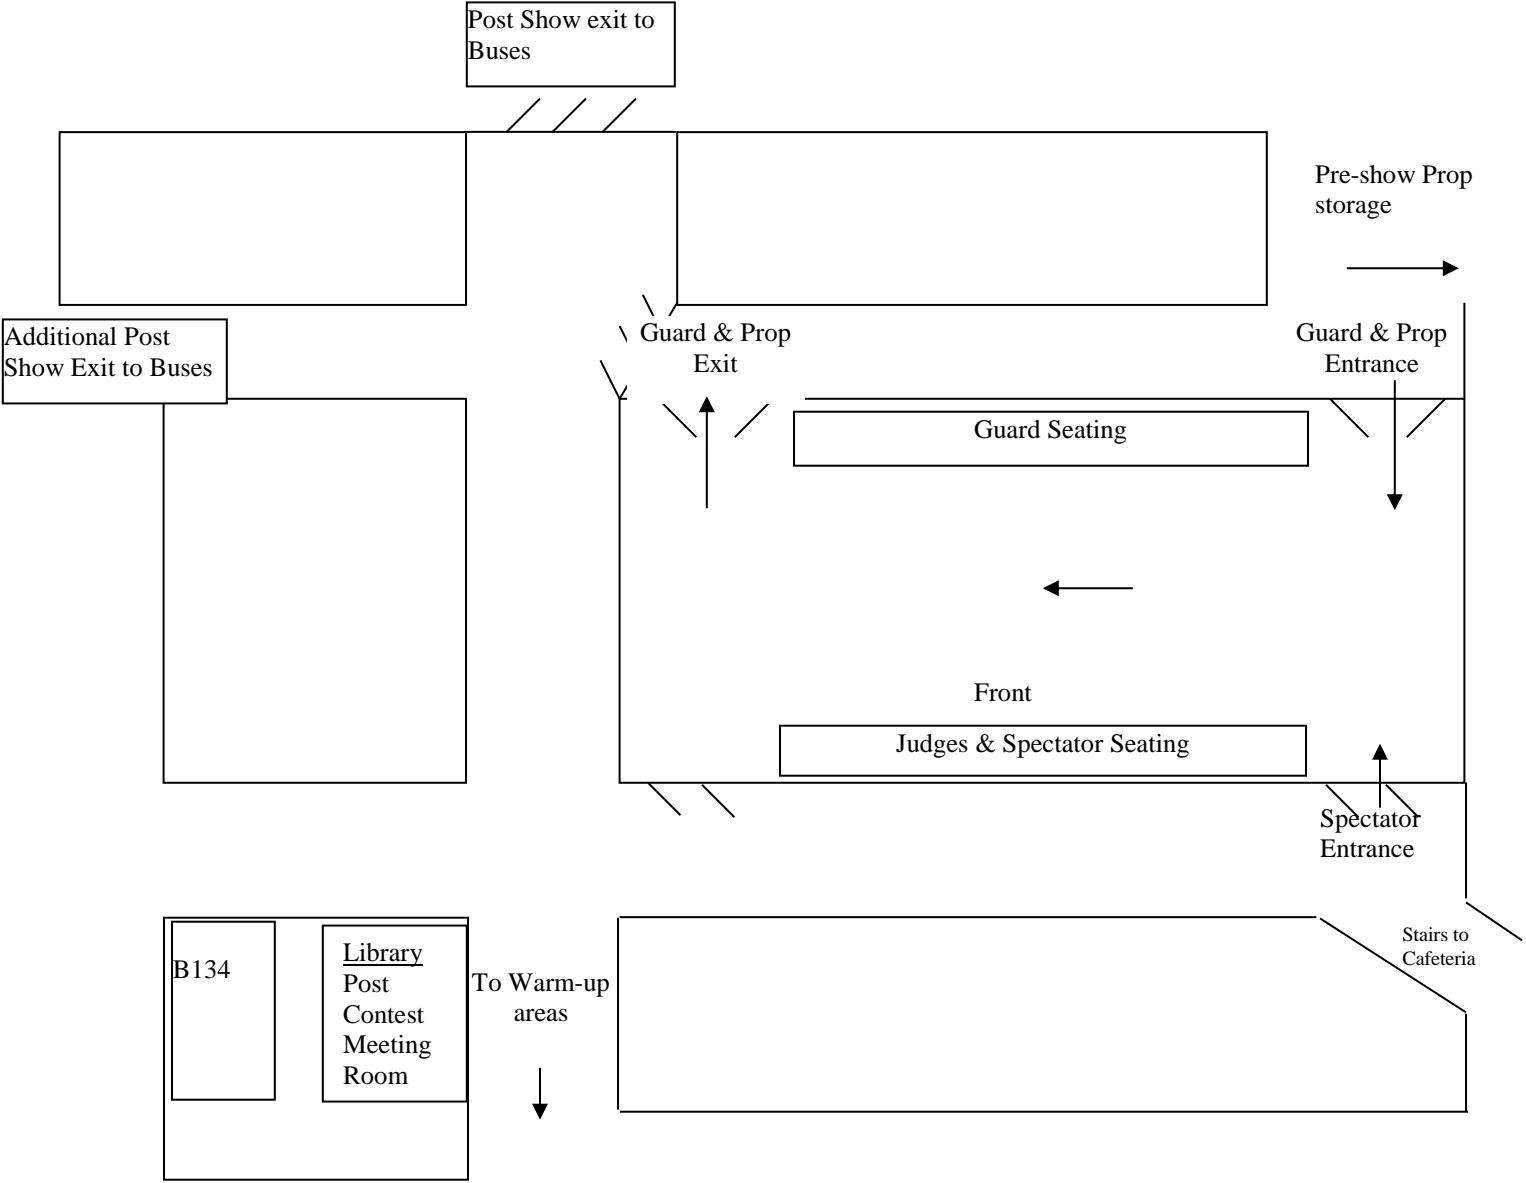 Post Show exit to
Buses
Pre-show Prop
storage
Additional Post
Show Exit to Buses
Guard & Prop
Exit
Guard & Prop
Entrance
Guard Seating
Front
Judges & Spectator Seating
Spectator
Entrance
Stairs to
Cafeteria
B134
Library
Post
Contest
Meeting
Room
To Warm-up
areas